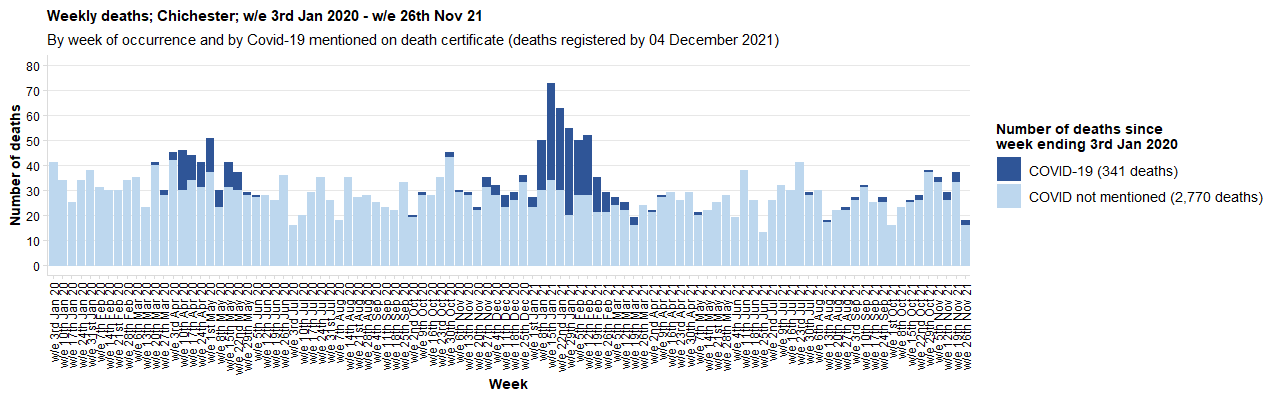 Weekly deaths; Chichester; w/e 3rd Jan 2020 - w/e 26th Nov 21
By week of occurrence and by Covid-19 mentioned on death certificate (deaths registered by 04 December 2021)
Number of deaths
80
70
60
50
40
30
20
10
0
w/e 3rd Jan 20
w/e 10th Jan 20
w/e 17th Jan 20
w/e 24th Jan 20
w/e 31st Jan 20
w/e 7th Feb 20
w/e 14th Feb 20
w/e 21st Feb 20
w/e 28th Feb 20
w/e 6th Mar 20
w/e 13th Mar 20
w/e 20th Mar 20
w/e 27th Mar 20
w/e 3rd Apr 20
w/e 10th Apr 20
w/e 17th Apr 20
w/e 24th Apr 20
w/e 1st May 20
w/e 8th May 20
w/e 15th May 20
w/e 22nd May 20
w/e 29th May 20
w/e 5th Jun 20
w/e 12th Jun 20
w/e 19th Jun 20
w/e 26th Jun 20
w/e 3rd Jul 20
w/e 10th Jul 20
w/e 17th Jul 20
w/e 24th Jul 20
w/e 31st Jul 20
w/e 7th Aug 20
w/e 14th Aug 20
w/e 21st Aug 20
w/e 28th Aug 20
w/e 4th Sep 20
w/e 11th Sep 20
w/e 18th Sep 20
w/e 25th Sep 20
w/e 2nd Oct 20
w/e 9th Oct 20
w/e 16th Oct 20
w/e 23rd Oct 20
w/e 30th Oct 20
w/e 6th Nov 20
w/e 13th Nov 20
w/e 20th Nov 20
w/e 27th Nov 20
w/e 4th Dec 20
w/e 11th Dec 20
w/e 18th Dec 20
w/e 25th Dec 20
w/e 1st Jan 21
w/e 8th Jan 21
w/e 15th Jan 21
w/e 22nd Jan 21
w/e 29th Jan 21
w/e 5th Feb 21
w/e 12th Feb 21
w/e 19th Feb 21
w/e 26th Feb 21
w/e 5th Mar 21
w/e 12th Mar 21
w/e 19th Mar 21
w/e 26th Mar 21
w/e 2nd Apr 21
w/e 9th Apr 21
w/e 16th Apr 21
w/e 23rd Apr 21
w/e 30th Apr 21
w/e 7th May 21
w/e 14th May 21
w/e 21st May 21
w/e 28th May 21
w/e 4th Jun 21
w/e 11th Jun 21
w/e 18th Jun 21
w/e 25th Jun 21
w/e 2nd Jul 21
w/e 9th Jul 21
w/e 16th Jul 21
w/e 23rd Jul 21
w/e 30th Jul 21
w/e 6th Aug 21
w/e 13th Aug 21
w/e 20th Aug 21
w/e 27th Aug 21
w/e 3rd Sep 21
w/e 10th Sep 21
w/e 17th Sep 21
w/e 24th Sep 21
w/e 1st Oct 21
w/e 8th Oct 21
w/e 15th Oct 21
w/e 22nd Oct 21
w/e 29th Oct 21
w/e 5th Nov 21
w/e 12th Nov 21
w/e 19th Nov 21
w/e 26th Nov 21
Week
Number of deaths since
week ending 3rd Jan 2020
COVID-19 (341 deaths)
COVID not mentioned (2,770 deaths)